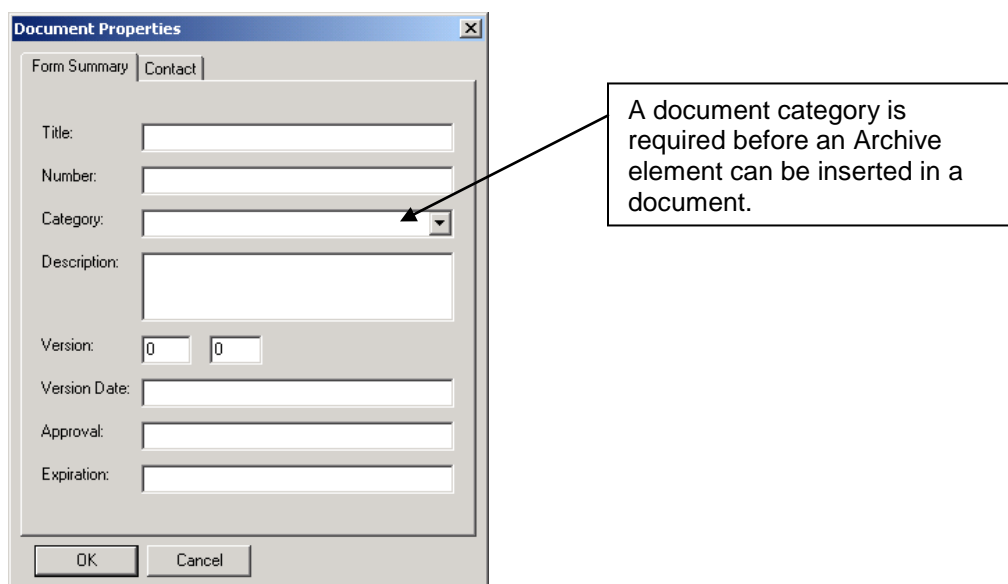 Document Properties
Form Summary Contact
Title:
Number:
Category:
Description:
Version: 0 0
Version Date:
Approval:
Expiration:
OK Cancel
A document category is
required before an Archive
element can be inserted in a
document.